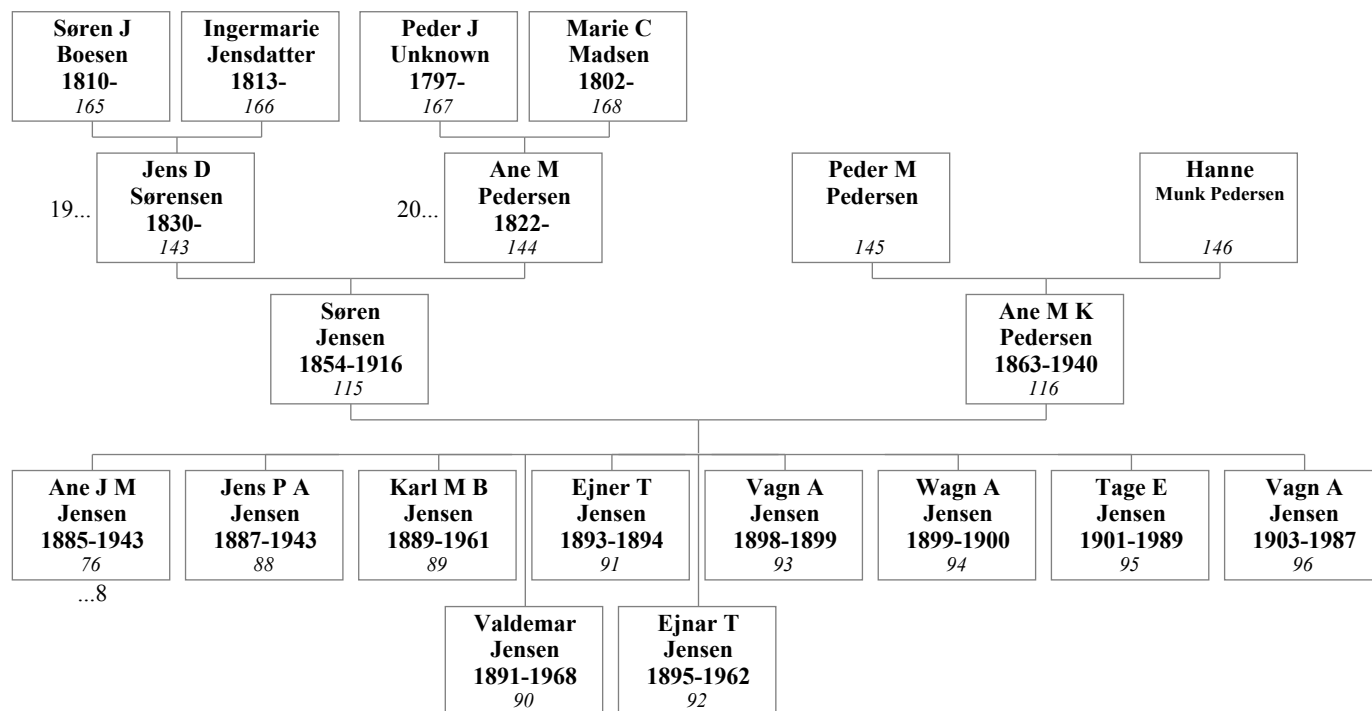 Søren J
Boesen
1810-
165
Ingermarie
Jensdatter
1813-
166
Peder J
Unknown
1797-
167
Marie C
Madsen
1802-
168
19...
Jens D
Sørensen
1830-
143
20...
Ane M
Pedersen
1822-
144
Peder M
Pedersen
145
Hanne
Munk Pedersen
146
Søren
Jensen
1854-1916
115
Ane M K
Pedersen
1863-1940
116
Ane J M
Jensen
1885-1943
76
...8
Jens P A
Jensen
1887-1943
88
Karl M B
Jensen
1889-1961
89
Ejner T
Jensen
1893-1894
91
Vagn A
Jensen
1898-1899
93
Wagn A
Jensen
1899-1900
94
Tage E
Jensen
1901-1989
95
Vagn A
Jensen
1903-1987
96
Valdemar
Jensen
1891-1968
90
Ejnar T
Jensen
1895-1962
92